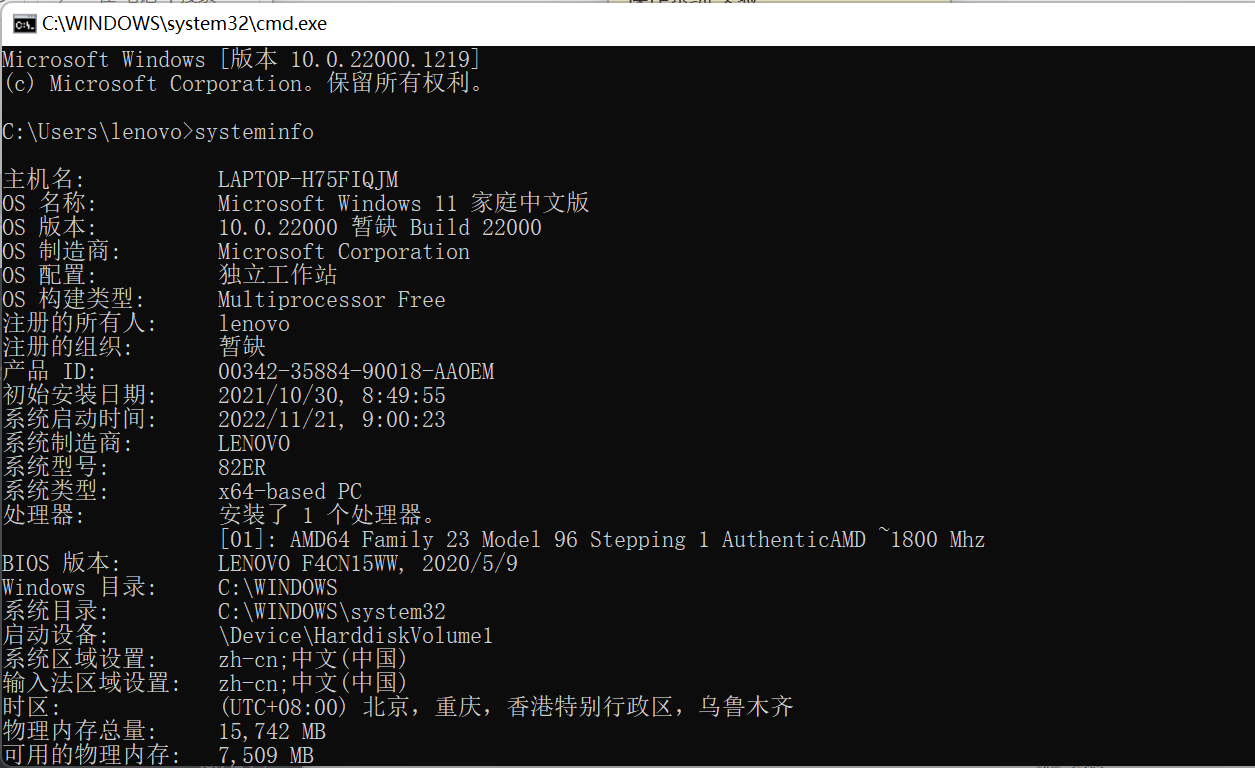 C:\WINDOWS\system32\cmd.exe
Microsoft Windows [版本 10.0.22000.1219]
(c) Microsoft Corporation。保留所有权利。
C:\Users\lenovo>systeminfo
主机名: LAPTOP-H75FIQJM
OS 名称: Microsoft Windows 11 家庭中文版
OS 版本: 10.0.22000 暂缺 Build 22000
OS 制造商: Microsoft Corporation
OS 配置: 独立工作站
OS 构建类型: Multiprocessor Free
注册的所有人: lenovo
注册的组织: 暂缺
产品 ID: 00342-35884-90018-AAOEM
初始安装日期: 2021/10/30, 8:49:55
系统启动时间: 2022/11/21, 9:00:23
系统制造商: LENOVO
系统型号: 82ER
系统类型: x64-based PC
处理器: 安装了 1 个处理器。
[01]: AMD64 Family 23 Model 96 Stepping 1 AuthenticAMD ~1800 Mhz
BIOS 版本: LENOVO F4CN15WW, 2020/5/9
Windows 目录: C:\WINDOWS
系统目录: C:\WINDOWS\system32
启动设备: \Device\HarddiskVolume1
系统区域设置: zh-cn;中文(中国)
输入法区域设置: zh-cn;中文(中国)
时区: (UTC+08:00) 北京，重庆，香港特别行政区，乌鲁木齐
物理内存总量: 15,742 MB
可用的物理内存: 7,509 MB